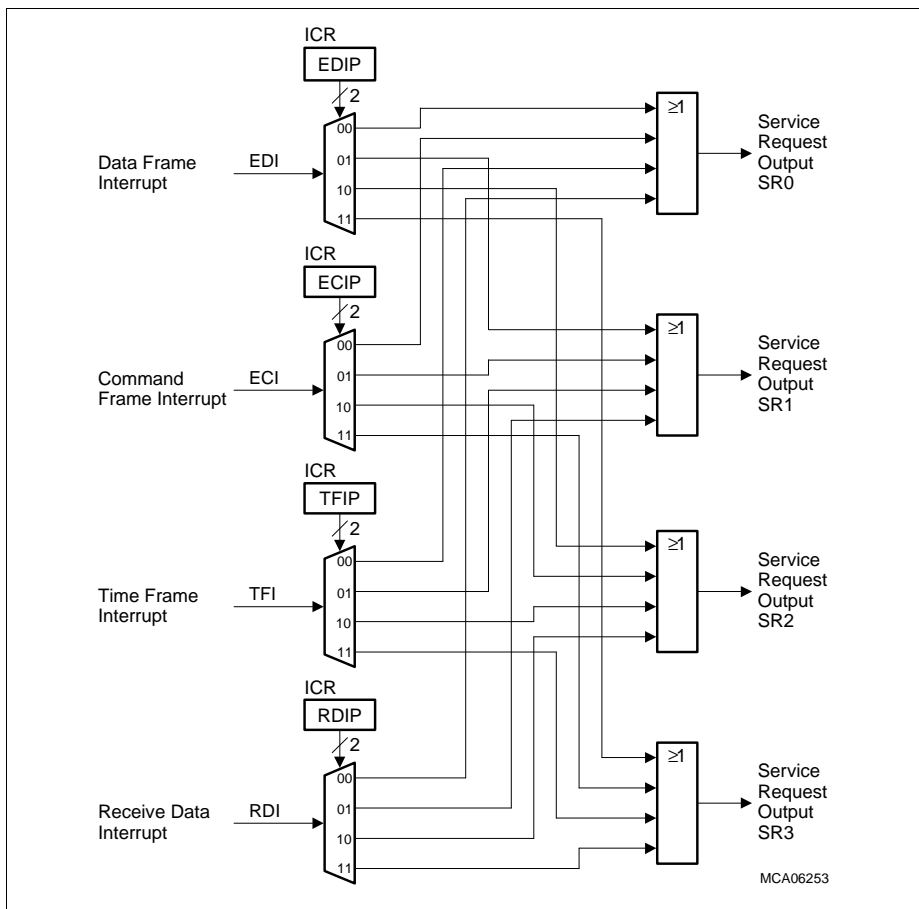 ICR
EDIP
2
00
01
10
11
Data Frame
Interrupt
EDI
≥1
Service
Request
Output
SR0
ICR
ECIP
2
00
01
10
11
Command
Frame Interrupt
ECI
≥1
Service
Request
Output
SR1
ICR
TFIP
2
00
01
10
11
Time Frame
Interrupt
TFI
≥1
Service
Request
Output
SR2
ICR
RDIP
2
00
01
10
11
Receive Data
Interrupt
RDI
≥1
Service
Request
Output
SR3
MCA06253